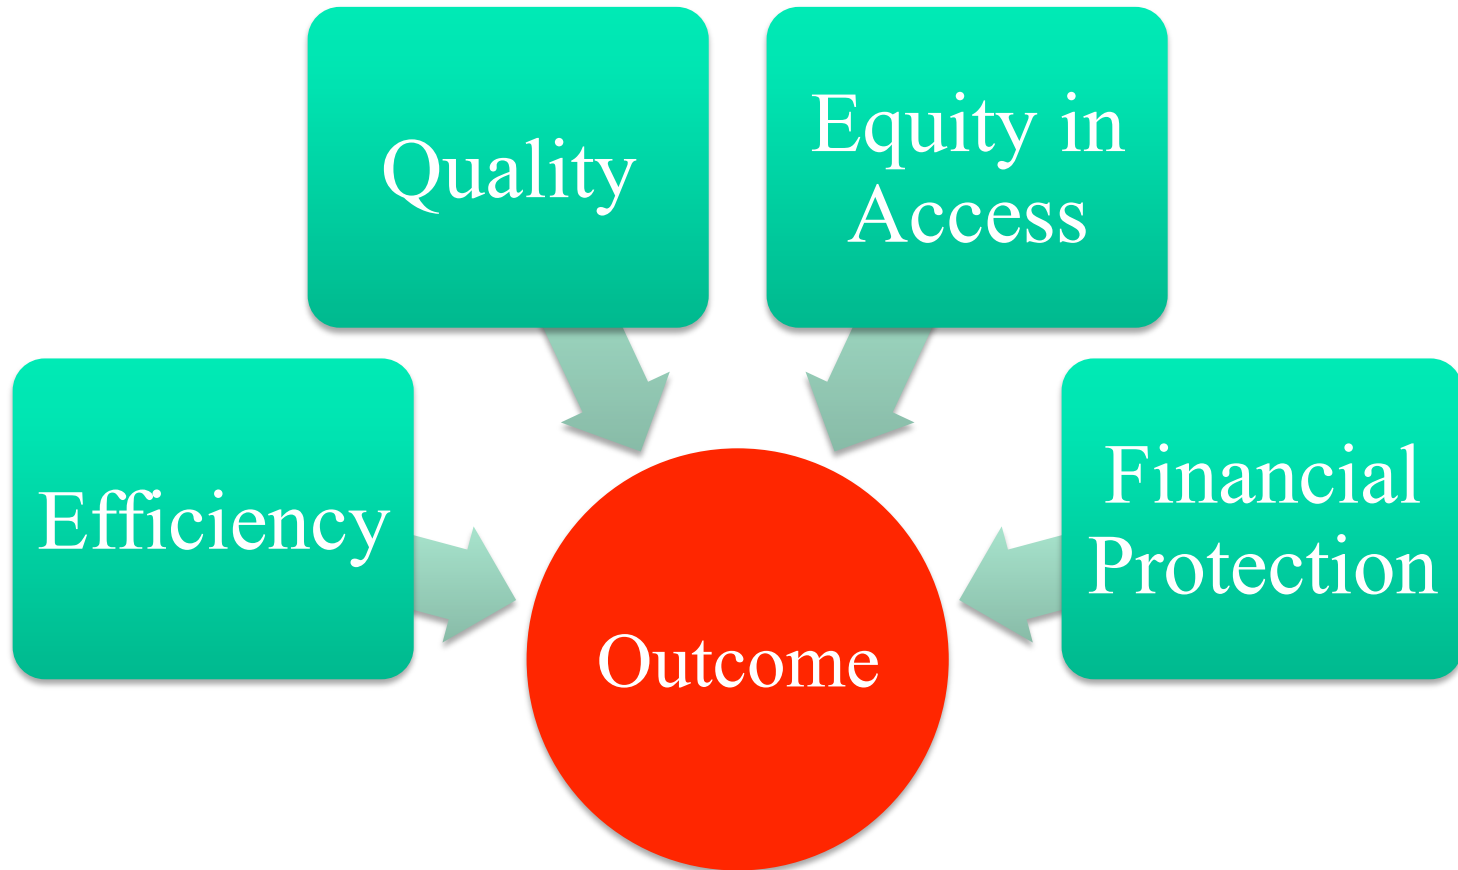 Quality
Equity in
Access
Efficiency
Financial
Protection
Outcome